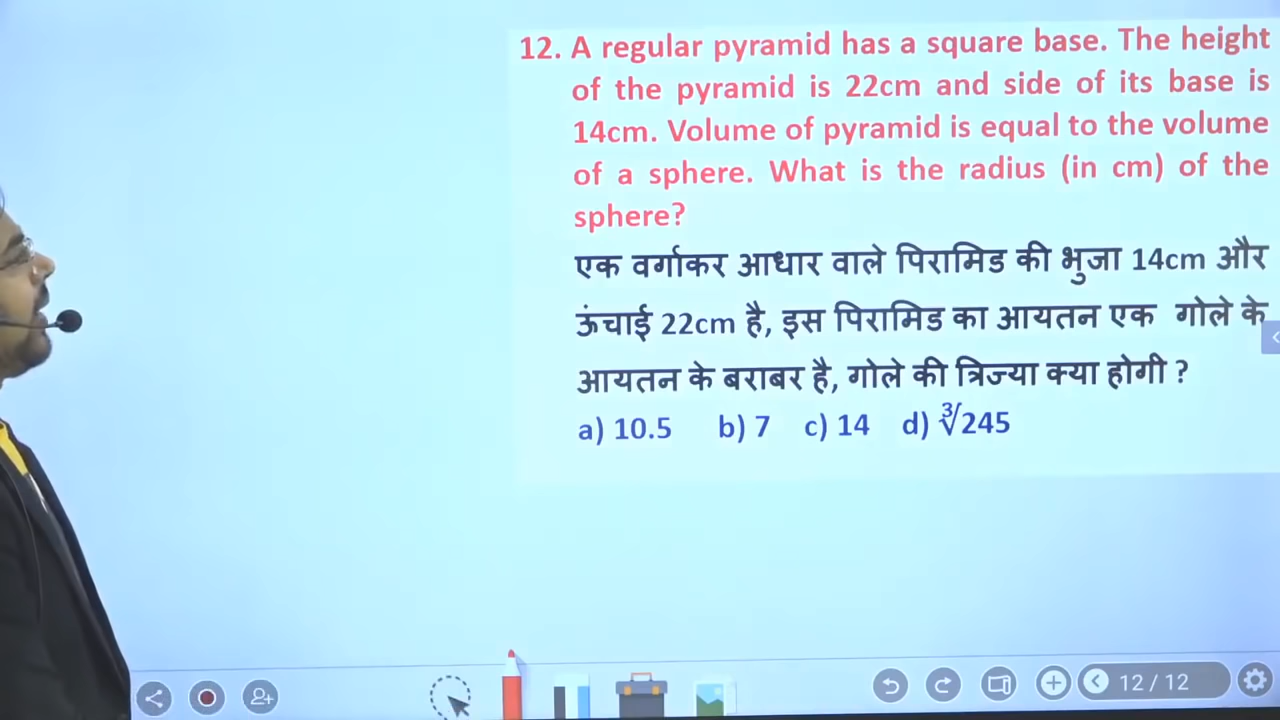 12. A regular pyramid has a square base. The height
of the pyramid is 22cm and side of its base is
14cm. Volume of pyramid is equal to the volume
of a sphere. What is the radius (in cm) of the
sphere?
एक वर्गाकर आधार वाले पिरामिड की भुजा 14cm और
ऊंचाई 22cm है, इस पिरामिड का आयतन एक गोले के
आयतन के बराबर है, गोले की त्रिज्या क्या होगी ?
a) 10.5 b) 7 c) 14 d) ∛245
12 / 12